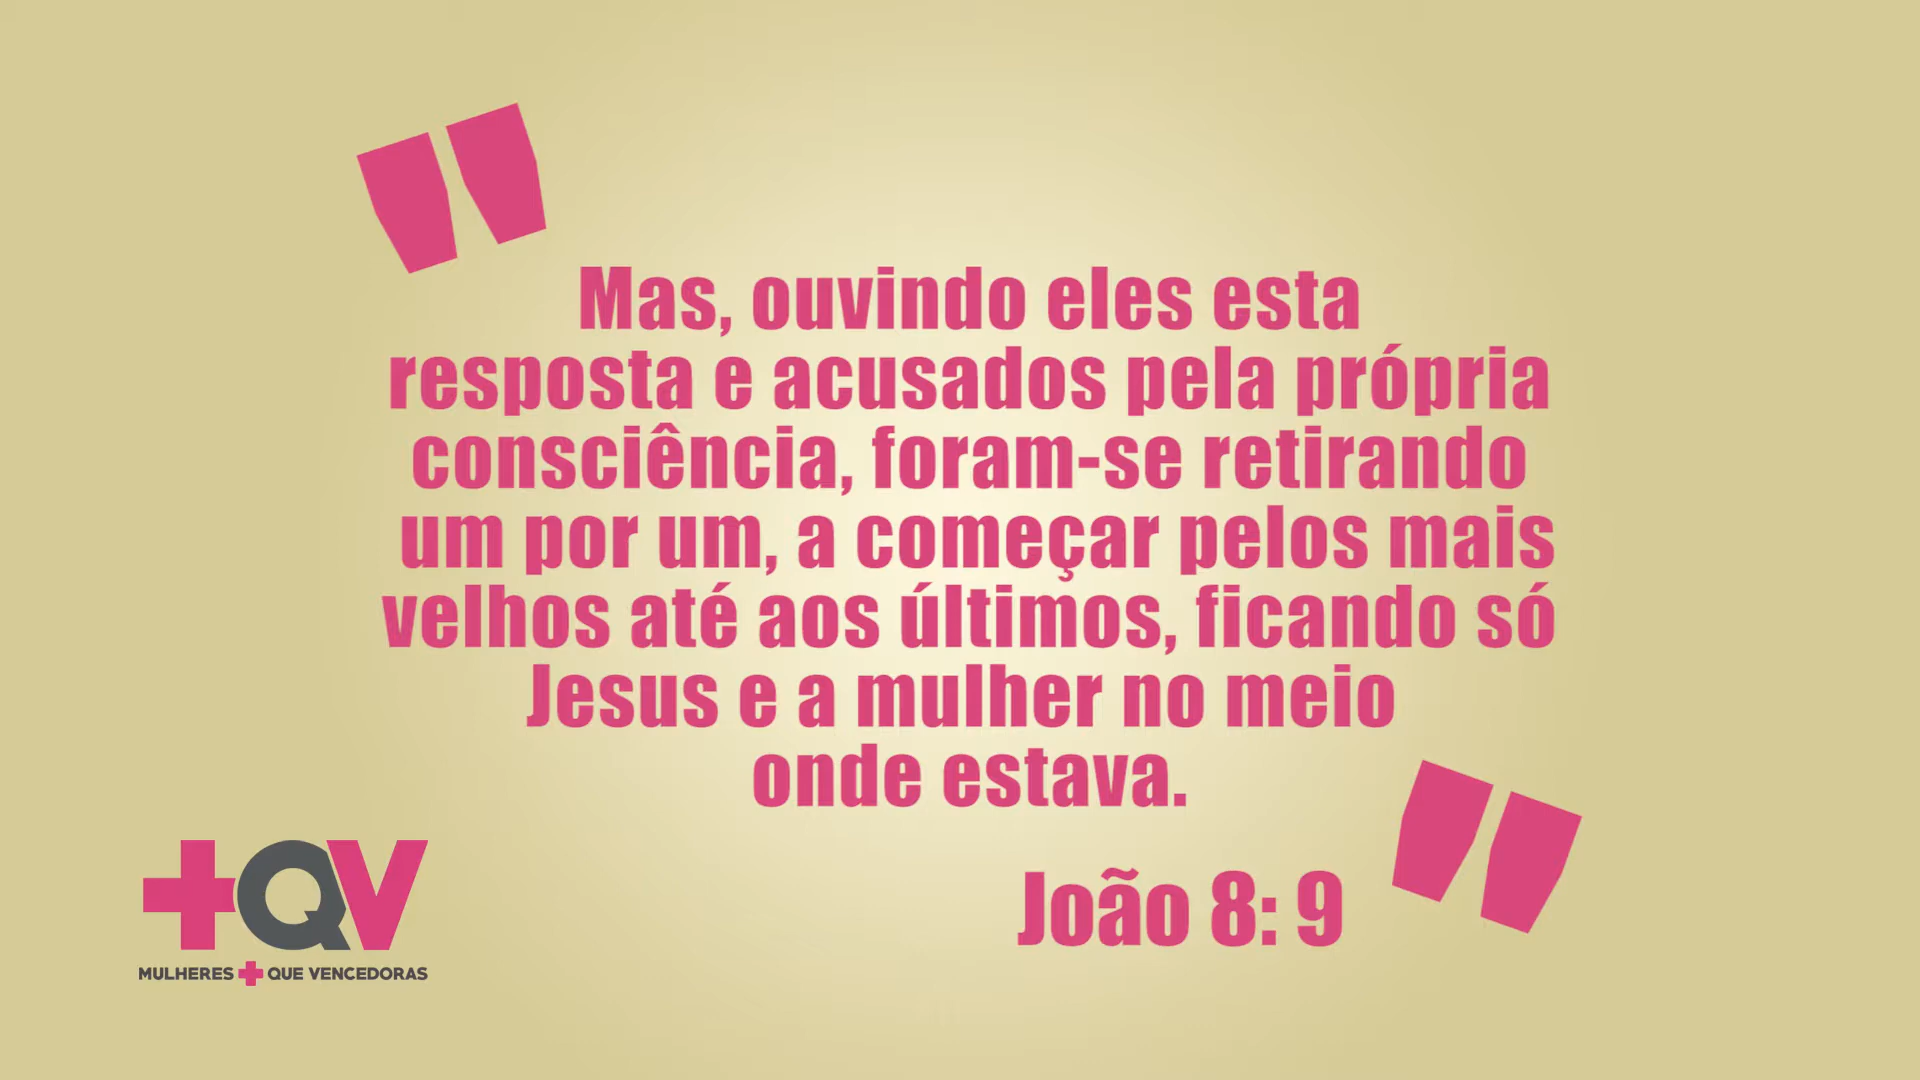 Mas, ouvindo eles esta
resposta e acusados pela própria
consciência, foram-se retirando
um por um, a começar pelos mais
velhos até aos últimos, ficando só
Jesus e a mulher no meio
onde estava.
João 8: 9
+QV
MULHERES + QUE VENCEDORAS